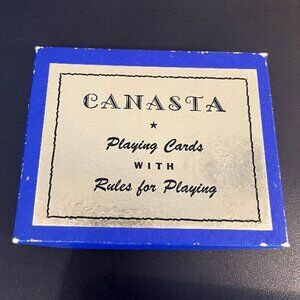 CANASTA
★
Playing Cards
WITH
Rules for Playing